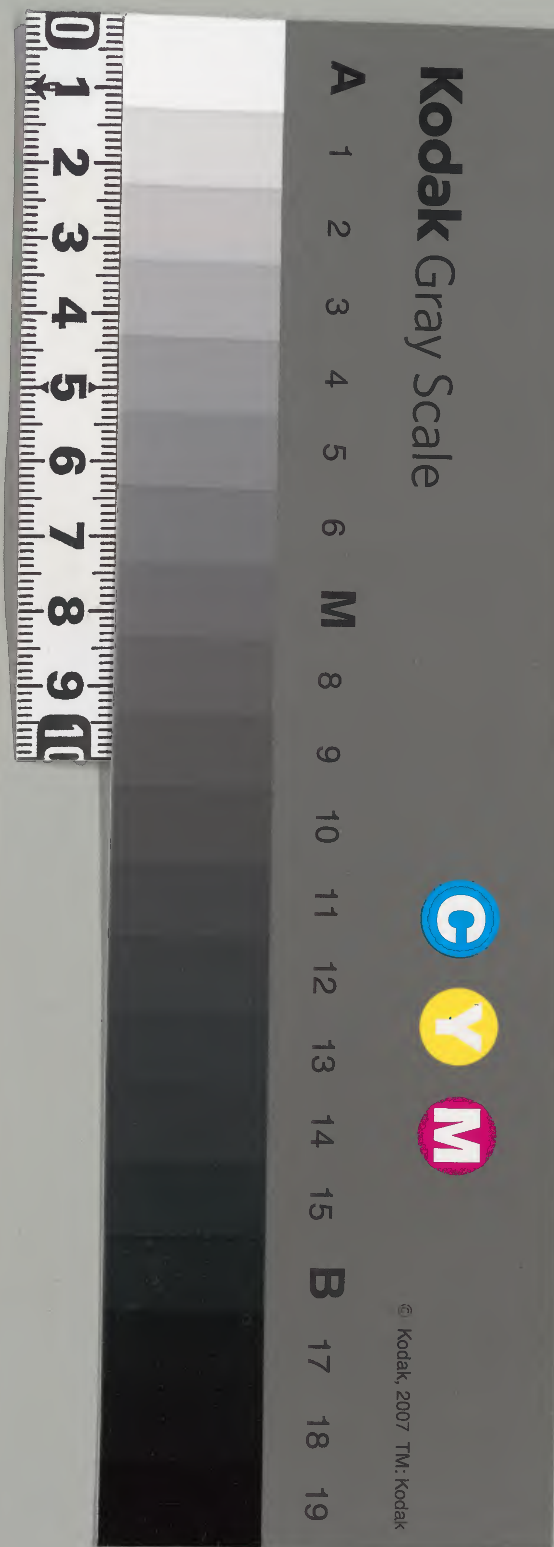 Kodak Gray Scale
C Y M
© Kodak, 2007 TM: Kodak
A 1 2 3 4 5 6 M 8 9 10 11 12 13 14 15 B 17 18 19
0 1 2 3 4 5 6 7 8 9 10